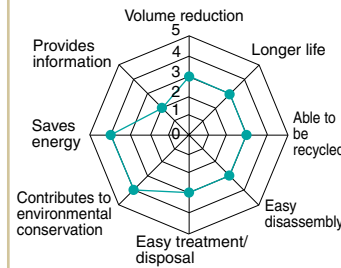 Volume reduction
5
4
3
2
1
0
Longer life
Able to
be
recycled
Easy
disassembly
Easy treatment/
disposal
Contributes to
environmental
conservation
Saves
energy
Provides
information